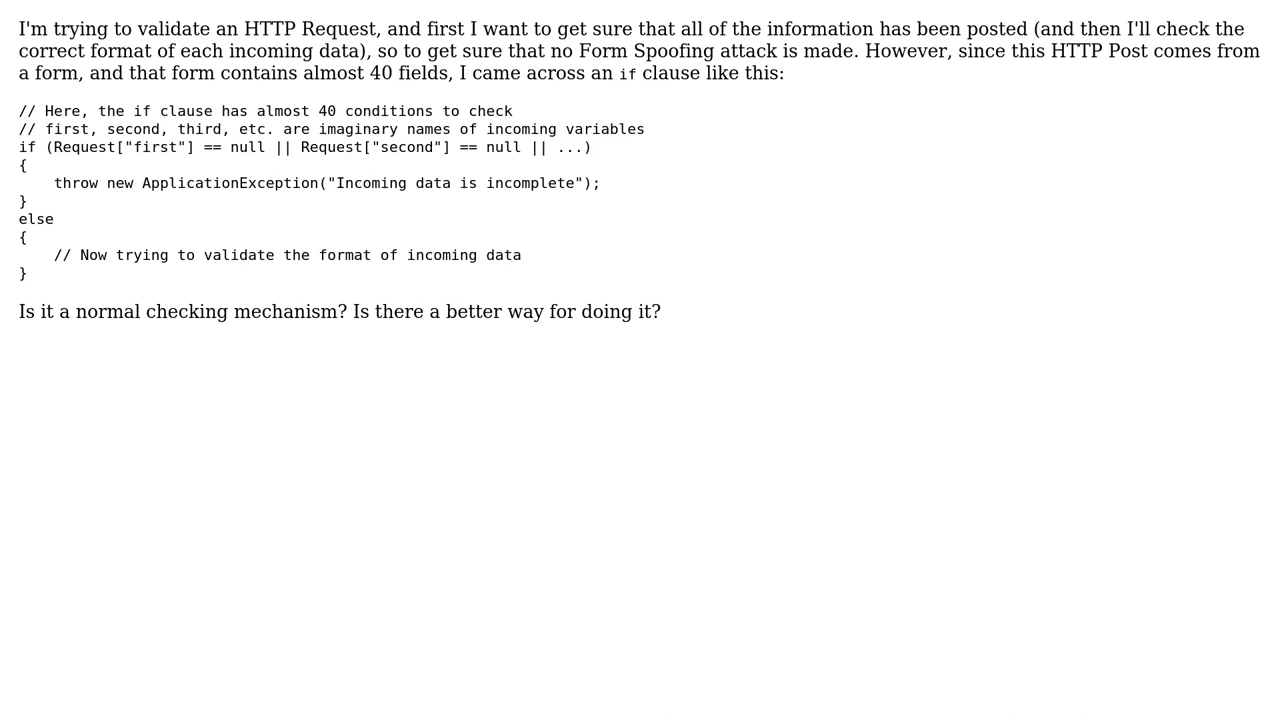 I'm trying to validate an HTTP Request, and first I want to get sure that all of the information has been posted (and then I'll check the
correct format of each incoming data), so to get sure that no Form Spoofing attack is made. However, since this HTTP Post comes from
a form, and that form contains almost 40 fields, I came across an if clause like this:
// Here, the if clause has almost 40 conditions to check
// first, second, third, etc. are imaginary names of incoming variables
if (Request["first"] == null || Request["second"] == null || ...)
{
    throw new ApplicationException("Incoming data is incomplete");
}
else
{
    // Now trying to validate the format of incoming data
}
Is it a normal checking mechanism? Is there a better way for doing it?